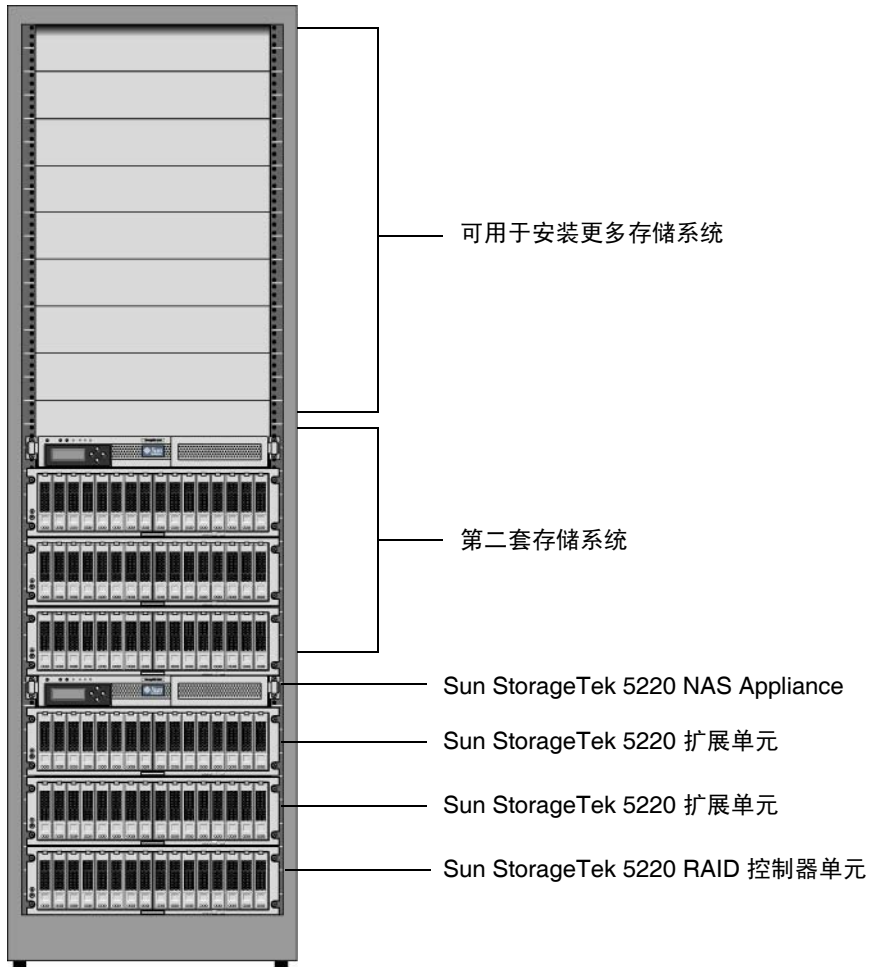 可用于安装更多存储系统
第二套存储系统
Sun StorageTek 5220 NAS Appliance
Sun StorageTek 5220 扩展单元
Sun StorageTek 5220 扩展单元
Sun StorageTek 5220 RAID 控制器单元